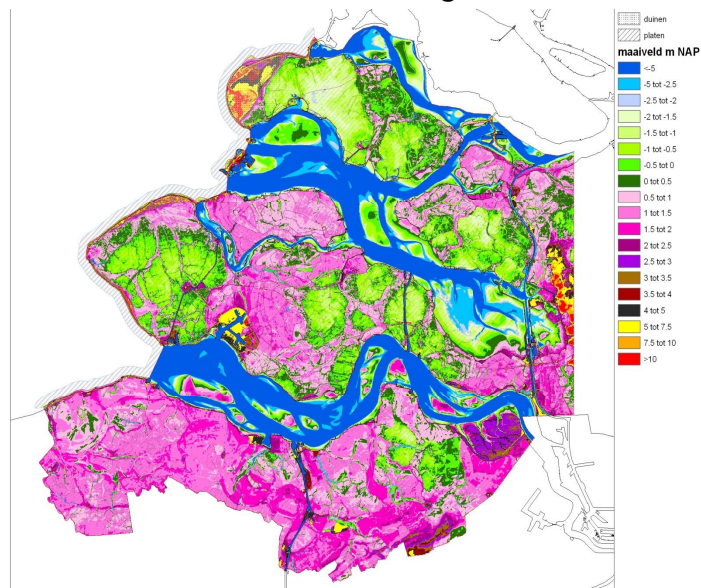 duinen
platen
maaiveld m NAP
<-5
-5 tot -2.5
-2.5 tot -2
-2 tot -1.5
-1.5 tot -1
-1 tot -0.5
-0.5 tot 0
0 tot 0.5
0.5 tot 1
1 tot 1.5
1.5 tot 2
2 tot 2.5
2.5 tot 3
3 tot 3.5
3.5 tot 4
4 tot 5
5 tot 7.5
7.5 tot 10
>10